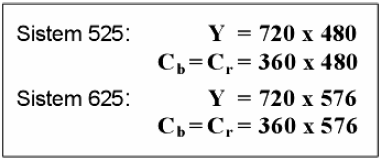 Sistem 525: Y = 720 x 480
C_b = C_r = 360 x 480
Sistem 625: Y = 720 x 576
C_b = C_r = 360 x 576